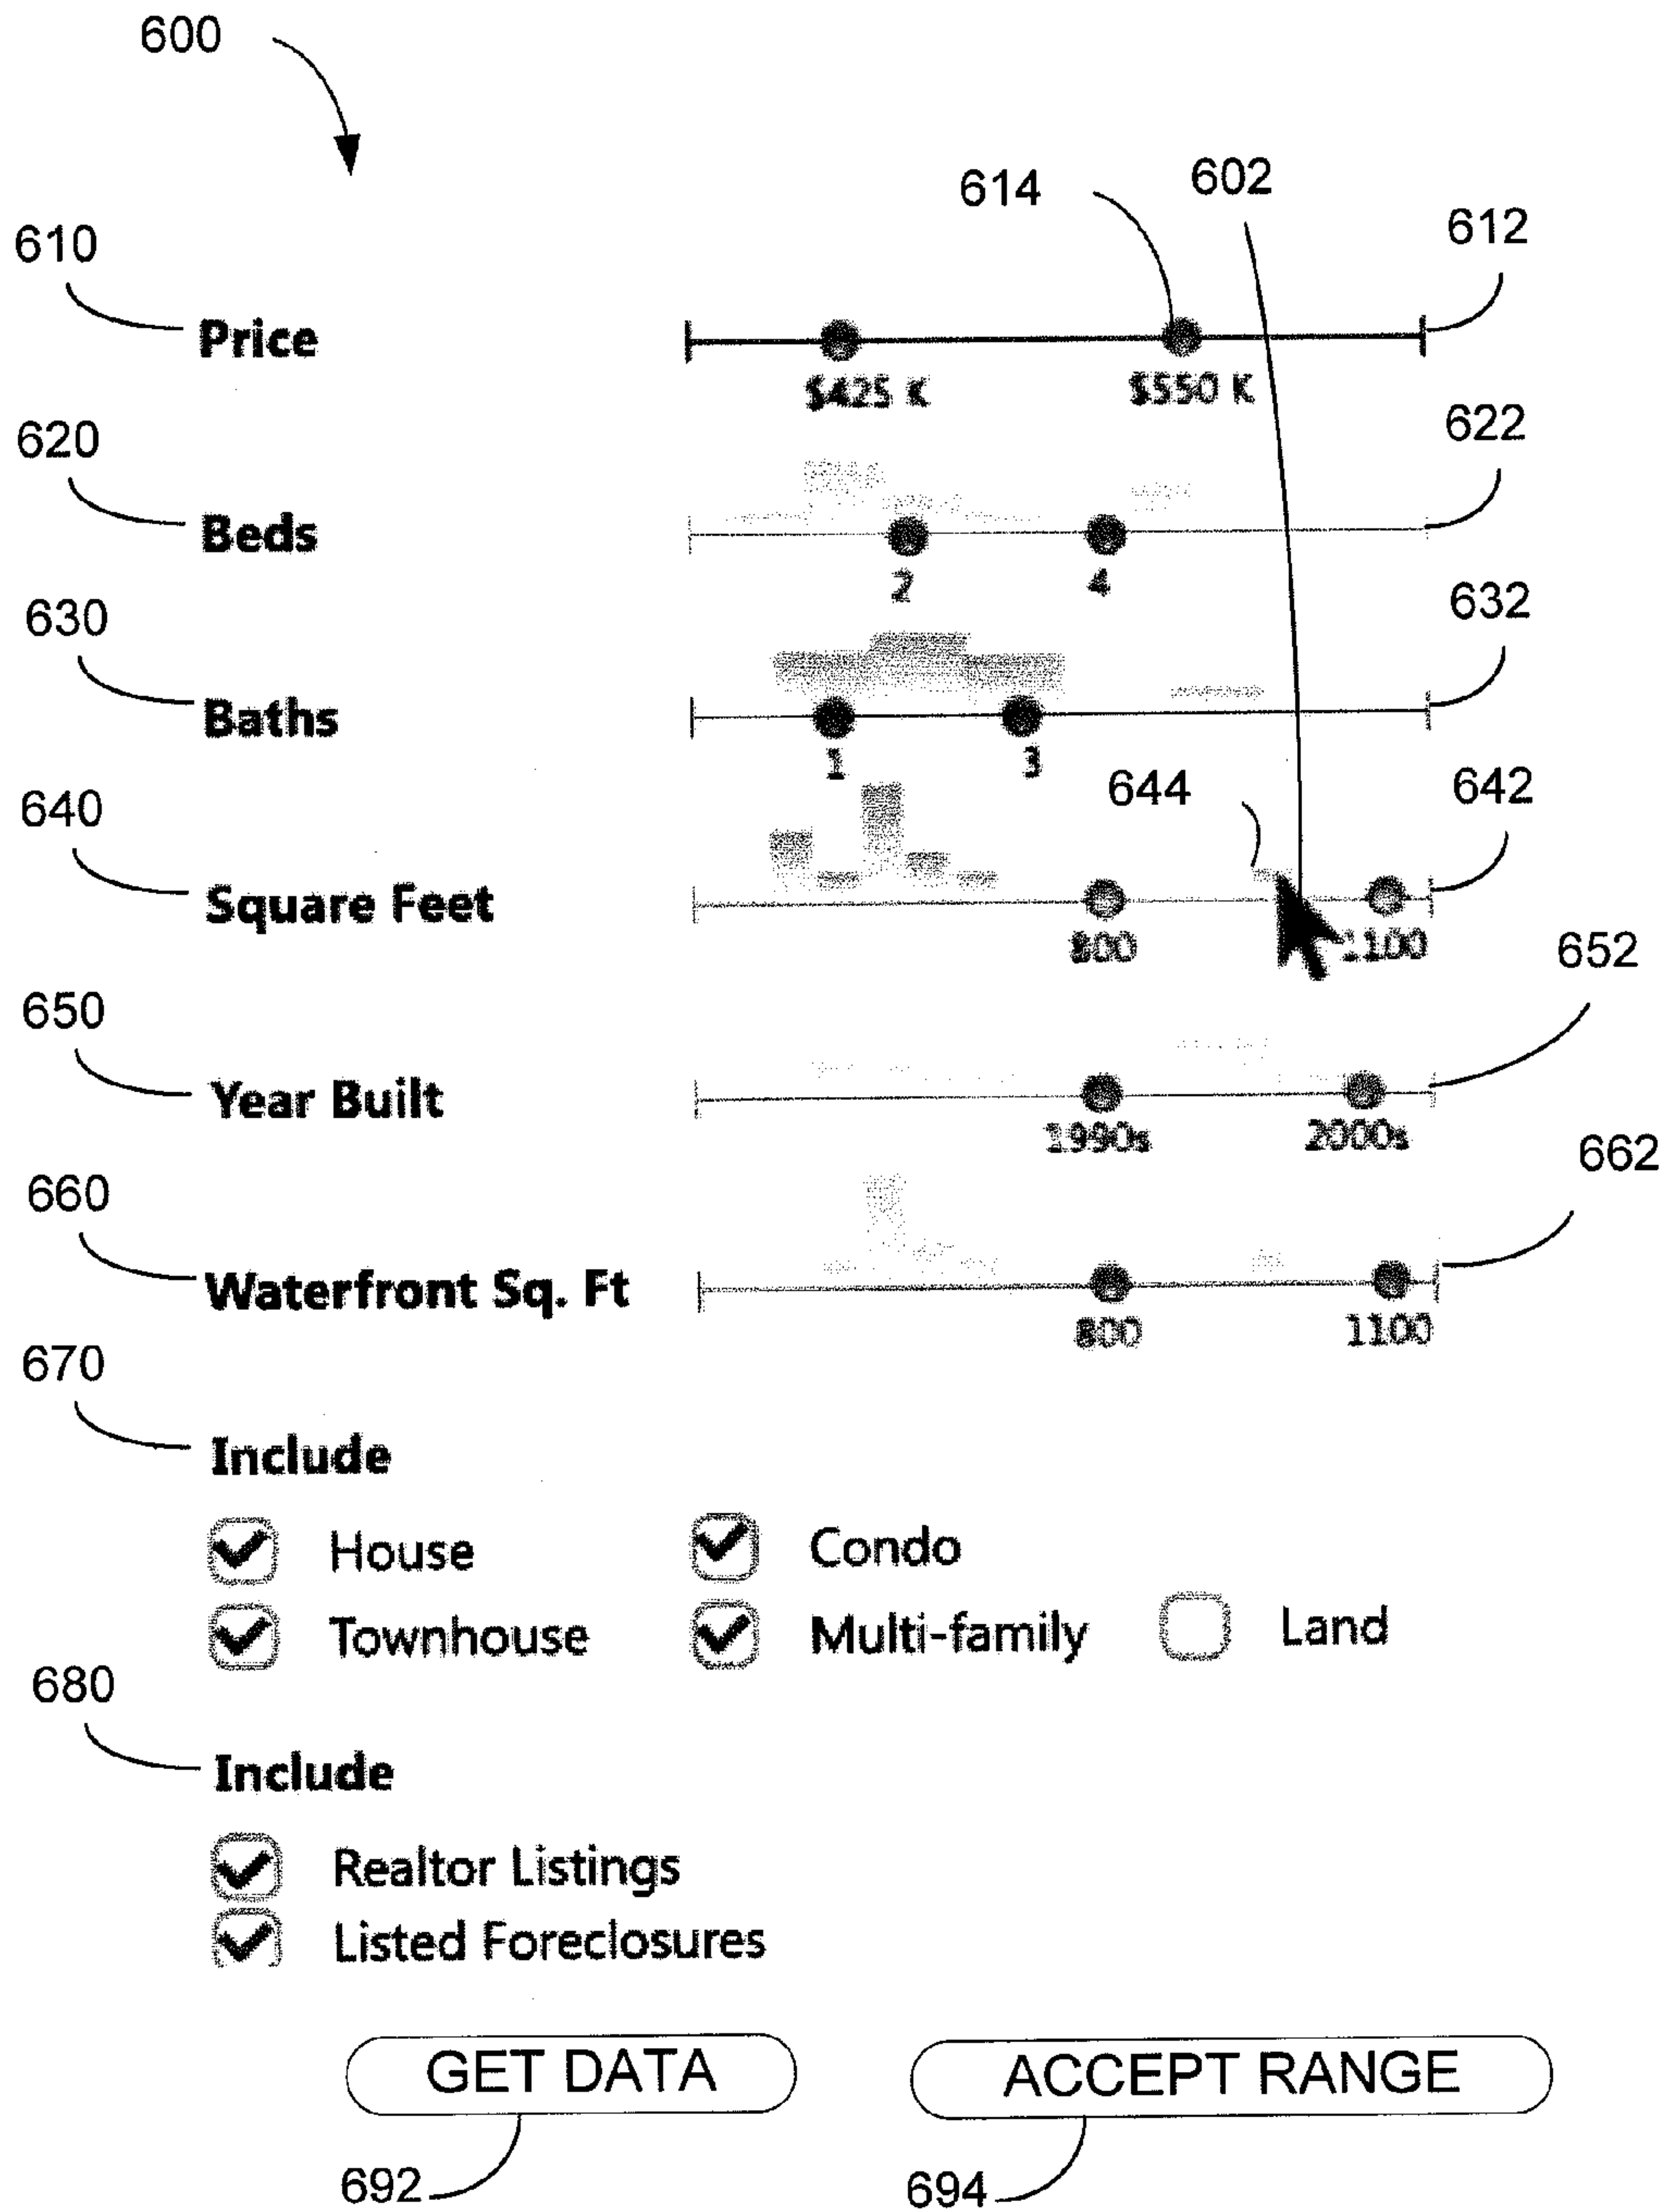 600
614 602
610 612
Price
$425 K $550 K
620 622
Beds
2 4
630 632
Baths
1 3
640 644 642
Square Feet
800 1100
650 652
Year Built
1990s 2000s
660 662
Waterfront Sq. Ft
800 1100
670
Include
House Condo
Townhouse Multi-family Land
680
Include
Realtor Listings
Listed Foreclosures
GET DATA ACCEPT RANGE
692 694